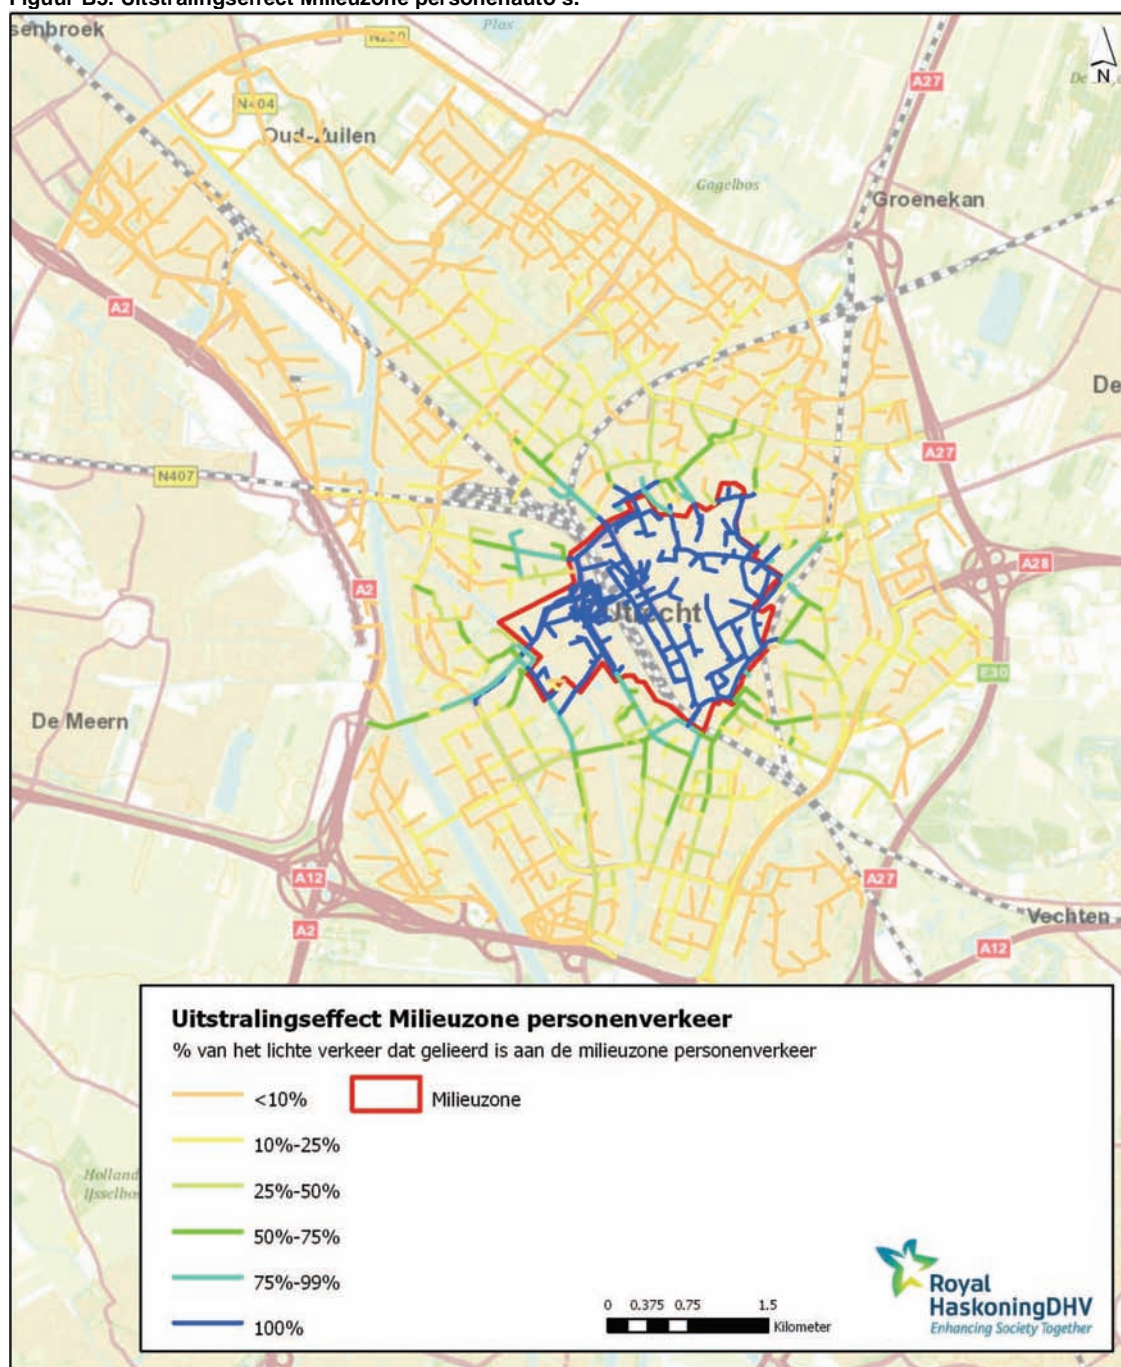 Figuur B5. Uitstralingseffect Milieuzone personenauto's.
senbroek
N230
Plas
N
A27
N404
Oud-Zuilen
Gagelbos
Groenekan
A2
De
N407
A27
A28
A2
Utrecht
E30
De Meern
A12
A27
A2
Vechten
A12
Uitstralingseffect Milieuzone personenverkeer
% van het lichte verkeer dat gelieerd is aan de milieuzone personenverkeer
<10% Milieuzone
10%-25%
25%-50%
50%-75%
75%-99%
100%
Holland
IJsselbos
0 0.375 0.75 1.5
Kilometer
Royal
HaskoningDHV
Enhancing Society Together